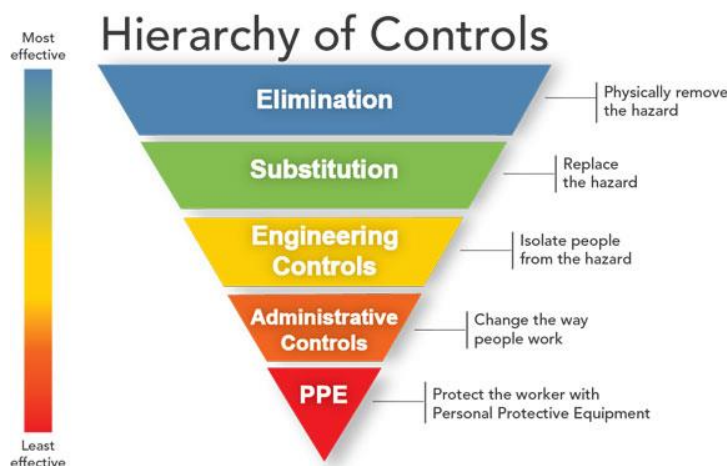 Hierarchy of Controls
Most
effective
Elimination
Physically remove
the hazard
Substitution
Replace
the hazard
Engineering
Controls
Isolate people
from the hazard
Administrative
Controls
Change the way
people work
PPE
Protect the worker with
Personal Protective Equipment
Least
effective